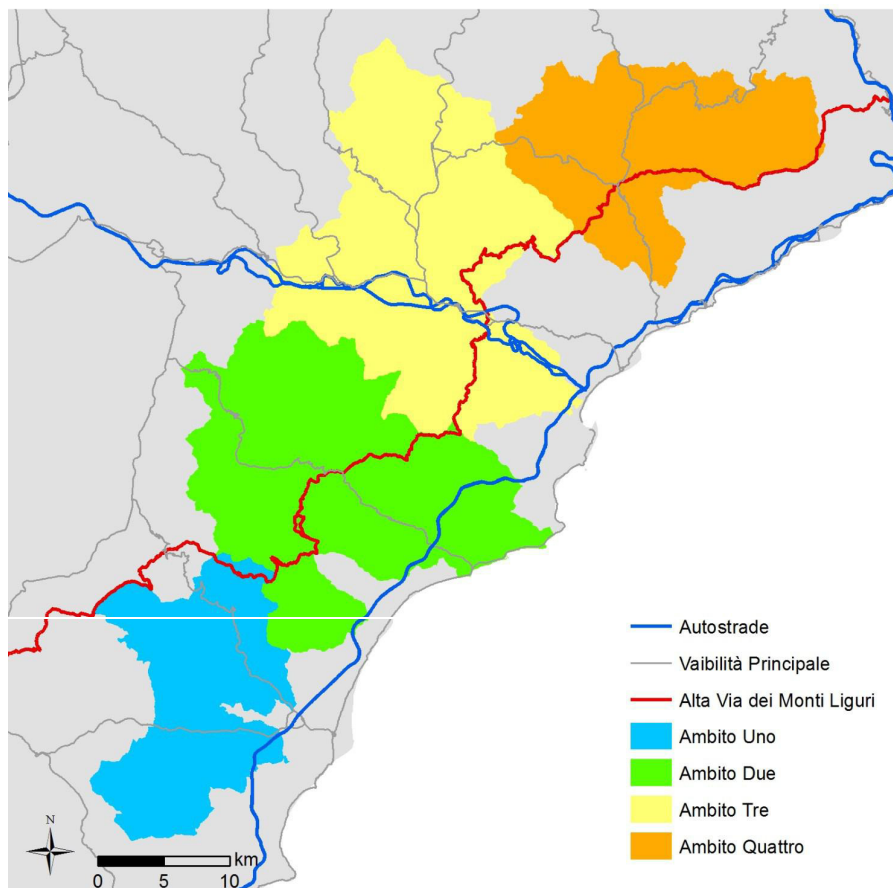 Autostrade
Vaibilità Principale
Alta Via dei Monti Liguri
Ambito Uno
Ambito Due
Ambito Tre
Ambito Quattro
N
km
0 5 10